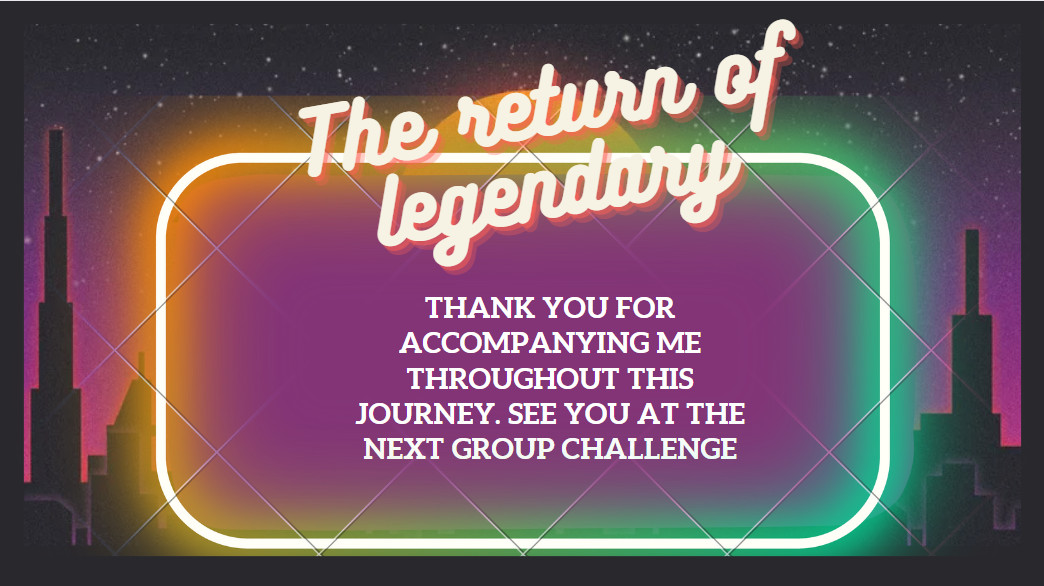 The return of
legendary
THANK YOU FOR
ACCOMPANYING ME
THROUGHOUT THIS
JOURNEY. SEE YOU AT THE
NEXT GROUP CHALLENGE